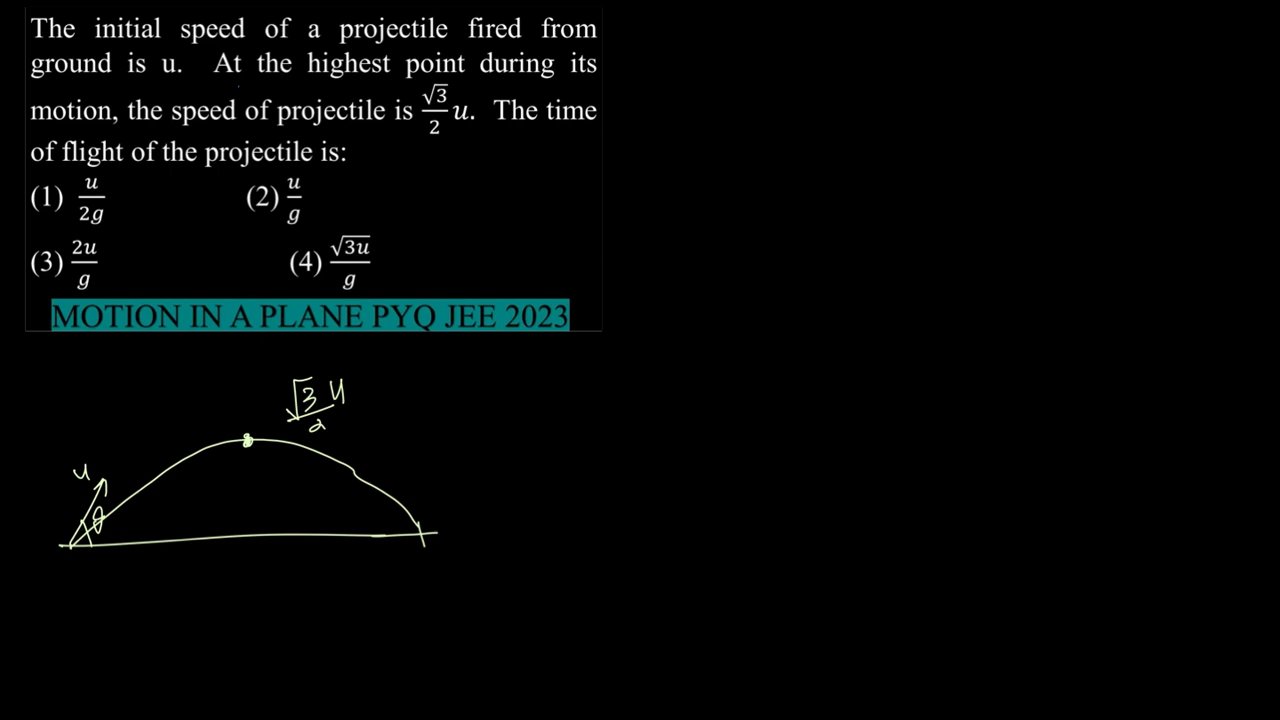 The initial speed of a projectile fired from
ground is u. At the highest point during its
motion, the speed of projectile is √3/2 u. The time
of flight of the projectile is:
(1) u/2g (2) u/g
(3) 2u/g (4) √3u/g
MOTION IN A PLANE PYQ JEE 2023
√3/2 u
u
θ